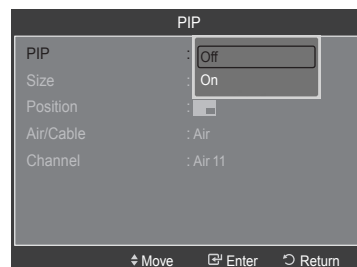 PIP
PIP : Off
Size : On
Position :
Air/Cable : Air
Channel : Air 11
Move Enter Return